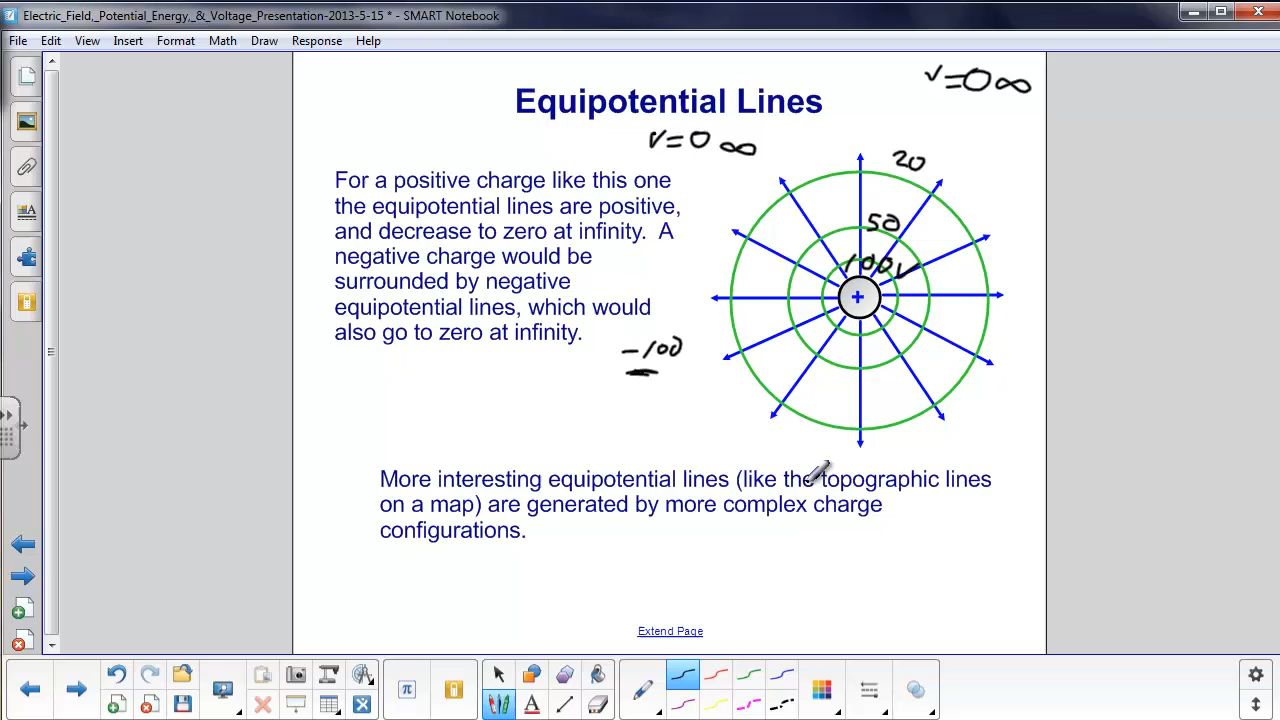 Electric_Field,_Potential_Energy,_&_Voltage_Presentation-2013-5-15 * - SMART Notebook
File Edit View Insert Format Math Draw Response Help
Equipotential Lines
v=0 ∞
v=0 ∞
For a positive charge like this one
the equipotential lines are positive,
and decrease to zero at infinity. A
negative charge would be
surrounded by negative
equipotential lines, which would
also go to zero at infinity.
20
50
100V
+
-100
More interesting equipotential lines (like the topographic lines
on a map) are generated by more complex charge
configurations.
Extend Page